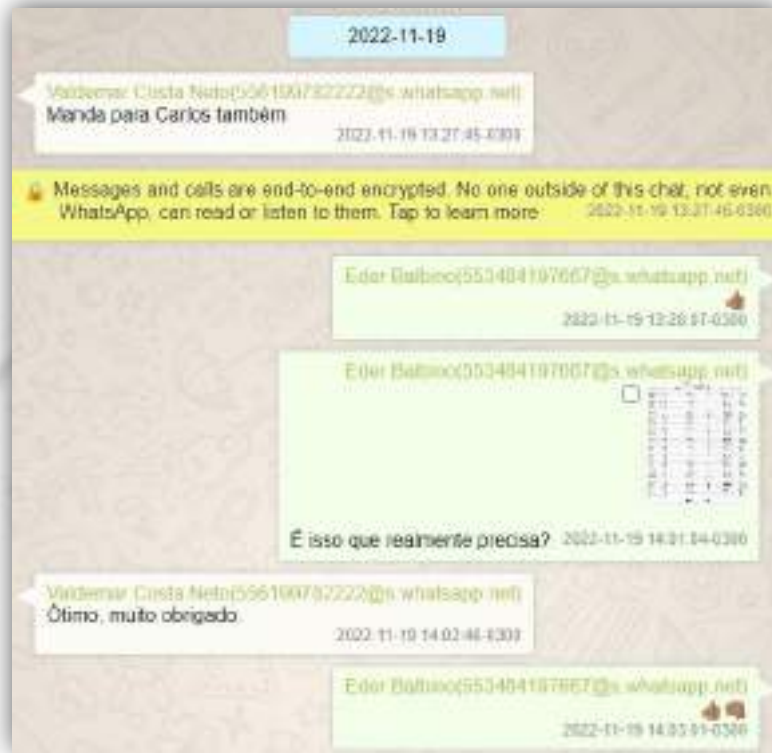 2022-11-19
Valdemar Costa Neto(556199782222@s.whatsapp.net)
Manda para Carlos também
2022-11-19 13:27:45-0300
Messages and calls are end-to-end encrypted. No one outside of this chat, not even
WhatsApp, can read or listen to them. Tap to learn more 2022-11-19 13:27:46-0300
Eder Balbino(553484197667@s.whatsapp.net)
2022-11-19 13:28:07-0300
Eder Balbino(553484197667@s.whatsapp.net)
É isso que realmente precisa? 2022-11-19 14:01:04-0300
Valdemar Costa Neto(556199782222@s.whatsapp.net)
Ótimo, muito obrigado.
2022-11-19 14:02:46-0300
Eder Balbino(553484197667@s.whatsapp.net)
2022-11-19 14:03:01-0300